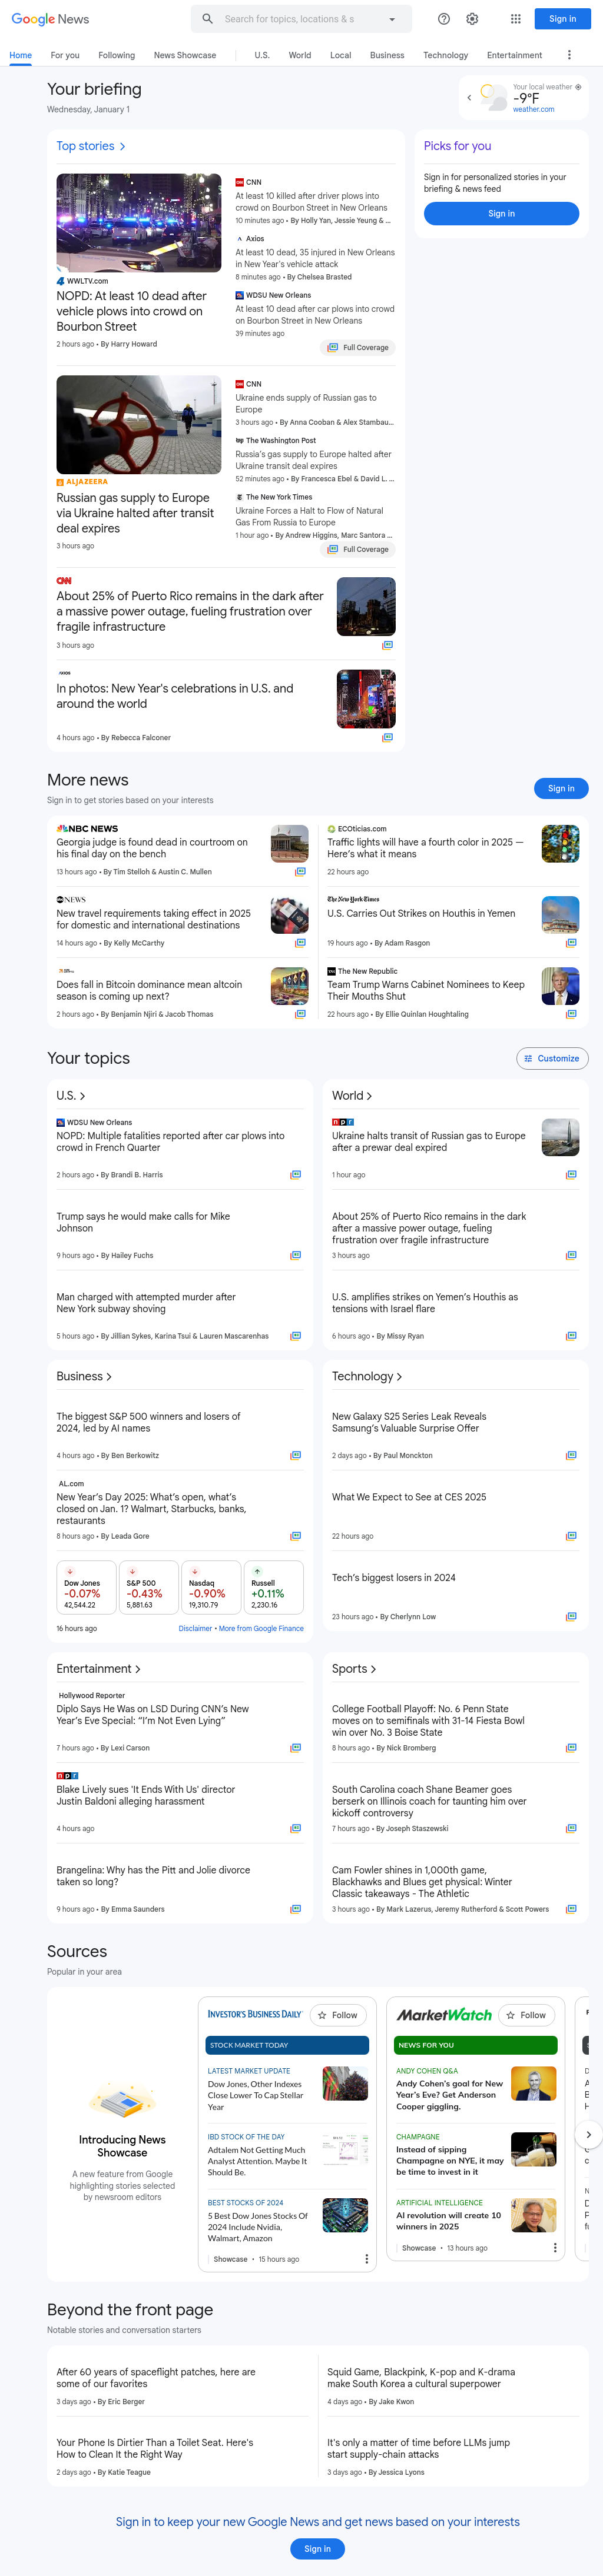 Google News
Search for topics, locations & s
Sign in
Home
For you
Following
News Showcase
U.S.
World
Local
Business
Technology
Entertainment
Your briefing
Wednesday, January 1
Your local weather
-9°F
weather.com
Top stories
Picks for you
Sign in for personalized stories in your
briefing & news feed
Sign in
WWLTV.com
NOPD: At least 10 dead after
vehicle plows into crowd on
Bourbon Street
2 hours ago • By Harry Howard
CNN
At least 10 killed after driver plows into
crowd on Bourbon Street in New Orleans
10 minutes ago • By Holly Yan, Jessie Yeung & ...
Axios
At least 10 dead, 35 injured in New Orleans
in New Year's vehicle attack
8 minutes ago • By Chelsea Brasted
WDSU New Orleans
At least 10 dead after car plows into crowd
on Bourbon Street in New Orleans
39 minutes ago
Full Coverage
ALJAZEERA
Russian gas supply to Europe
via Ukraine halted after transit
deal expires
3 hours ago
CNN
Ukraine ends supply of Russian gas to
Europe
3 hours ago • By Anna Cooban & Alex Stambau...
The Washington Post
Russia's gas supply to Europe halted after
Ukraine transit deal expires
52 minutes ago • By Francesca Ebel & David L. ...
The New York Times
Ukraine Forces a Halt to Flow of Natural
Gas From Russia to Europe
1 hour ago • By Andrew Higgins, Marc Santora ...
Full Coverage
CNN
About 25% of Puerto Rico remains in the dark after
a massive power outage, fueling frustration over
fragile infrastructure
3 hours ago
AXIOS
In photos: New Year's celebrations in U.S. and
around the world
4 hours ago • By Rebecca Falconer
More news
Sign in to get stories based on your interests
Sign in
NBC NEWS
Georgia judge is found dead in courtroom on
his final day on the bench
13 hours ago • By Tim Stelloh & Austin C. Mullen
abc NEWS
New travel requirements taking effect in 2025
for domestic and international destinations
14 hours ago • By Kelly McCarthy
Does fall in Bitcoin dominance mean altcoin
season is coming up next?
2 hours ago • By Benjamin Njiri & Jacob Thomas
ECOticias.com
Traffic lights will have a fourth color in 2025 —
Here's what it means
22 hours ago
The New York Times
U.S. Carries Out Strikes on Houthis in Yemen
19 hours ago • By Adam Rasgon
The New Republic
Team Trump Warns Cabinet Nominees to Keep
Their Mouths Shut
22 hours ago • By Ellie Quinlan Houghtaling
Your topics
Customize
U.S.
WDSU New Orleans
NOPD: Multiple fatalities reported after car plows into
crowd in French Quarter
2 hours ago • By Brandi B. Harris
Trump says he would make calls for Mike
Johnson
9 hours ago • By Hailey Fuchs
Man charged with attempted murder after
New York subway shoving
5 hours ago • By Jillian Sykes, Karina Tsui & Lauren Mascarenhas
World
npr
Ukraine halts transit of Russian gas to Europe
after a prewar deal expired
1 hour ago
About 25% of Puerto Rico remains in the dark
after a massive power outage, fueling
frustration over fragile infrastructure
3 hours ago
U.S. amplifies strikes on Yemen's Houthis as
tensions with Israel flare
6 hours ago • By Missy Ryan
Business
The biggest S&P 500 winners and losers of
2024, led by AI names
4 hours ago • By Ben Berkowitz
AL.com
New Year's Day 2025: What's open, what's
closed on Jan. 1? Walmart, Starbucks, banks,
restaurants
8 hours ago • By Leada Gore
Dow Jones
-0.07%
42,544.22
S&P 500
-0.43%
5,881.63
Nasdaq
-0.90%
19,310.79
Russell
+0.11%
2,230.16
16 hours ago
Disclaimer • More from Google Finance
Technology
New Galaxy S25 Series Leak Reveals
Samsung's Valuable Surprise Offer
2 days ago • By Paul Monckton
What We Expect to See at CES 2025
22 hours ago
Tech's biggest losers in 2024
23 hours ago • By Cherlynn Low
Entertainment
Hollywood Reporter
Diplo Says He Was on LSD During CNN's New
Year's Eve Special: "I'm Not Even Lying"
7 hours ago • By Lexi Carson
npr
Blake Lively sues 'It Ends With Us' director
Justin Baldoni alleging harassment
4 hours ago
Brangelina: Why has the Pitt and Jolie divorce
taken so long?
9 hours ago • By Emma Saunders
Sports
College Football Playoff: No. 6 Penn State
moves on to semifinals with 31-14 Fiesta Bowl
win over No. 3 Boise State
8 hours ago • By Nick Bromberg
South Carolina coach Shane Beamer goes
berserk on Illinois coach for taunting him over
kickoff controversy
7 hours ago • By Joseph Staszewski
Cam Fowler shines in 1,000th game,
Blackhawks and Blues get physical: Winter
Classic takeaways - The Athletic
3 hours ago • By Mark Lazerus, Jeremy Rutherford & Scott Powers
Sources
Popular in your area
Introducing News
Showcase
A new feature from Google
highlighting stories selected
by newsroom editors
INVESTOR'S BUSINESS DAILY
Follow
STOCK MARKET TODAY
LATEST MARKET UPDATE
Dow Jones, Other Indexes
Close Lower To Cap Stellar
Year
IBD STOCK OF THE DAY
Adtalem Not Getting Much
Analyst Attention. Maybe It
Should Be.
BEST STOCKS OF 2024
5 Best Dow Jones Stocks Of
2024 Include Nvidia,
Walmart, Amazon
Showcase • 15 hours ago
MarketWatch
Follow
NEWS FOR YOU
ANDY COHEN Q&A
Andy Cohen's goal for New
Year's Eve? Get Anderson
Cooper giggling.
CHAMPAGNE
Instead of sipping
Champagne on NYE, it may
be time to invest in it
ARTIFICIAL INTELLIGENCE
AI revolution will create 10
winners in 2025
Showcase • 13 hours ago
Beyond the front page
Notable stories and conversation starters
After 60 years of spaceflight patches, here are
some of our favorites
3 days ago • By Eric Berger
Your Phone Is Dirtier Than a Toilet Seat. Here's
How to Clean It the Right Way
2 days ago • By Katie Teague
Squid Game, Blackpink, K-pop and K-drama
make South Korea a cultural superpower
4 days ago • By Jake Kwon
It's only a matter of time before LLMs jump
start supply-chain attacks
3 days ago • By Jessica Lyons
Sign in to keep your new Google News and get news based on your interests
Sign in